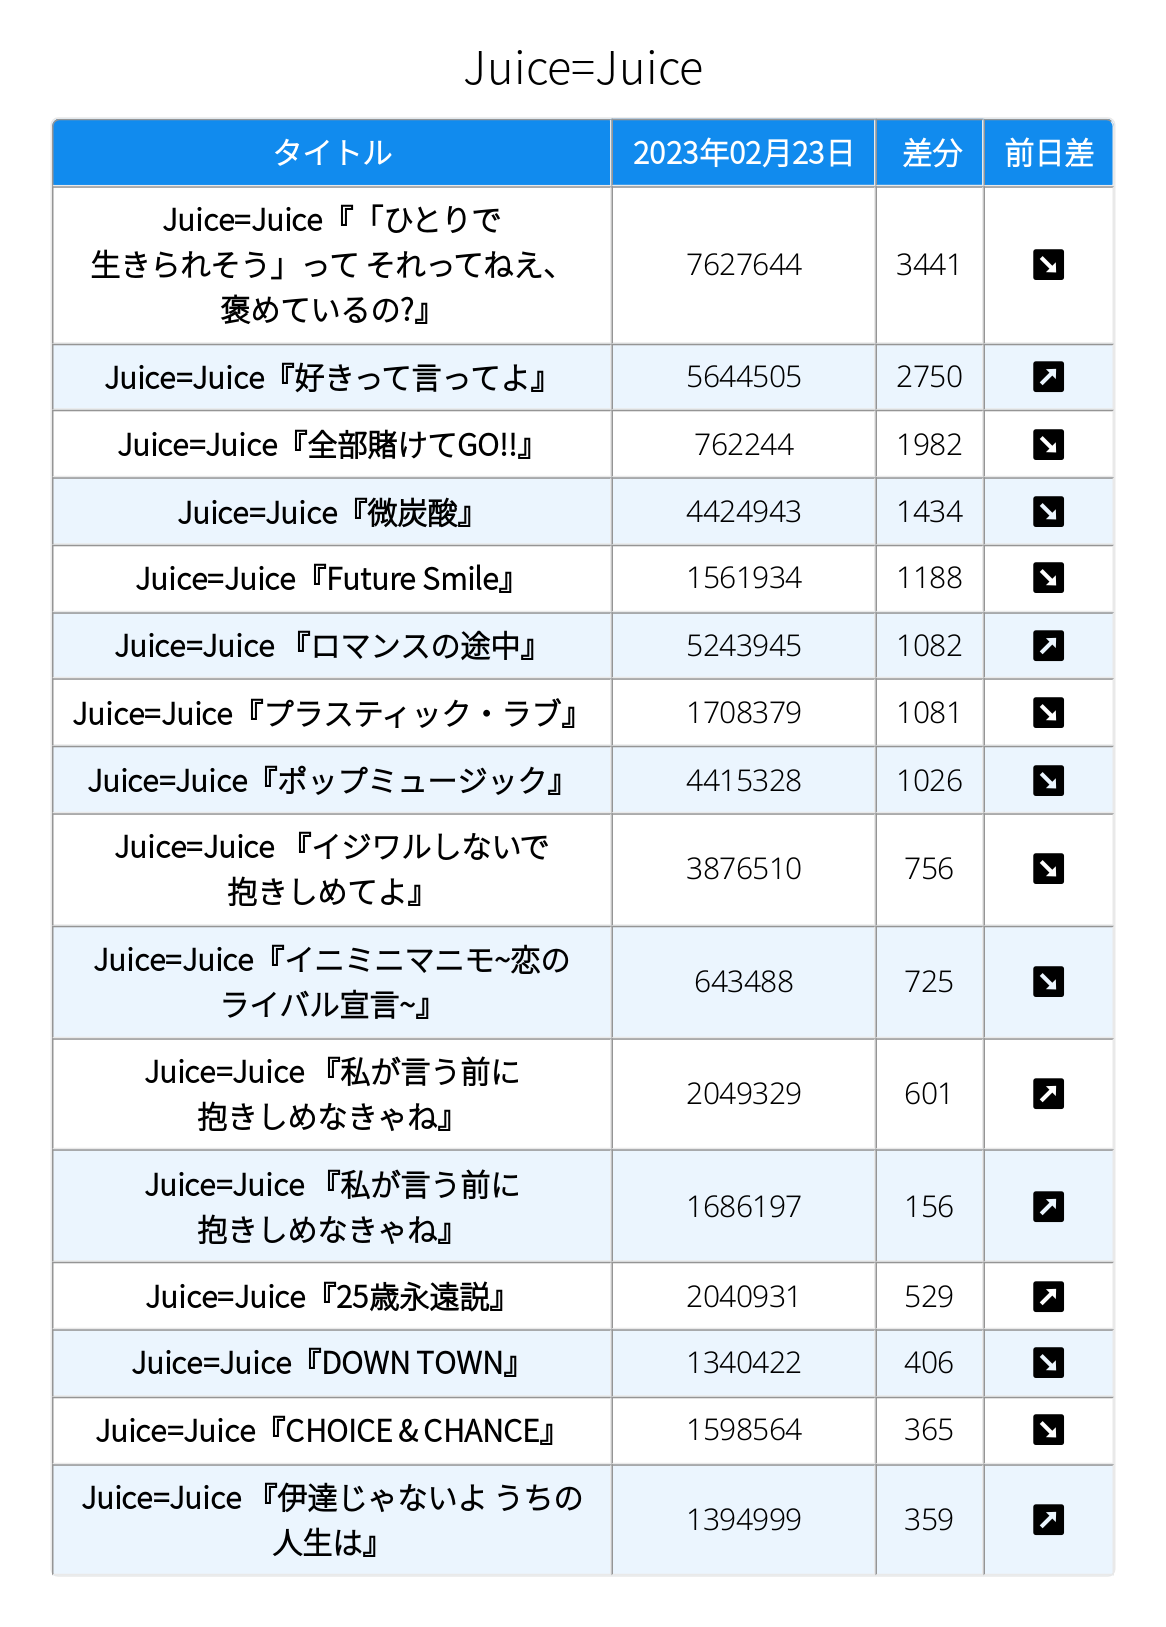 Juice=Juice
タイトル 2023年02月23日 差分 前日差
Juice=Juice『「ひとりで
生きられそう」って それってねえ、
褒めているの?』 7627644 3441 ↘
Juice=Juice『好きって言ってよ』 5644505 2750 ↗
Juice=Juice『全部賭けてGO!!』 762244 1982 ↘
Juice=Juice『微炭酸』 4424943 1434 ↘
Juice=Juice『Future Smile』 1561934 1188 ↘
Juice=Juice 『ロマンスの途中』 5243945 1082 ↗
Juice=Juice『プラスティック・ラブ』 1708379 1081 ↘
Juice=Juice『ポップミュージック』 4415328 1026 ↘
Juice=Juice 『イジワルしないで
抱きしめてよ』 3876510 756 ↘
Juice=Juice『イニミニマニモ~恋の
ライバル宣言~』 643488 725 ↘
Juice=Juice 『私が言う前に
抱きしめなきゃね』 2049329 601 ↗
Juice=Juice 『私が言う前に
抱きしめなきゃね』 1686197 156 ↗
Juice=Juice『25歳永遠説』 2040931 529 ↗
Juice=Juice『DOWN TOWN』 1340422 406 ↘
Juice=Juice『CHOICE & CHANCE』 1598564 365 ↘
Juice=Juice 『伊達じゃないよ うちの
人生は』 1394999 359 ↗